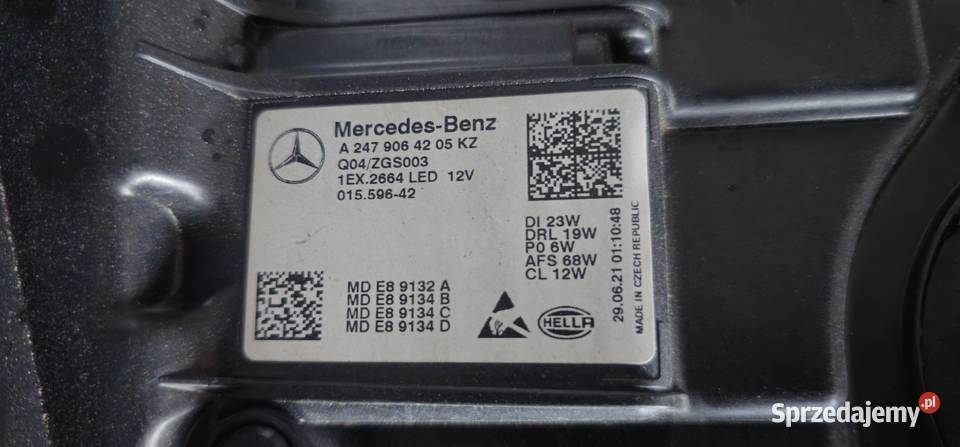 Mercedes-Benz
A 247 906 42 05 KZ
Q04/ZGS003
1EX.2664 LED 12V
015.596-42
DI 23W
DRL 19W
PO 6W
AFS 68W
CL 12W
29.06.21 01:10:48
MADE IN CZECH REPUBLIC
MD E8 9132 A
MD E8 9134 B
MD E8 9134 C
MD E8 9134 D
HELLA
Sprzedajemy.pl